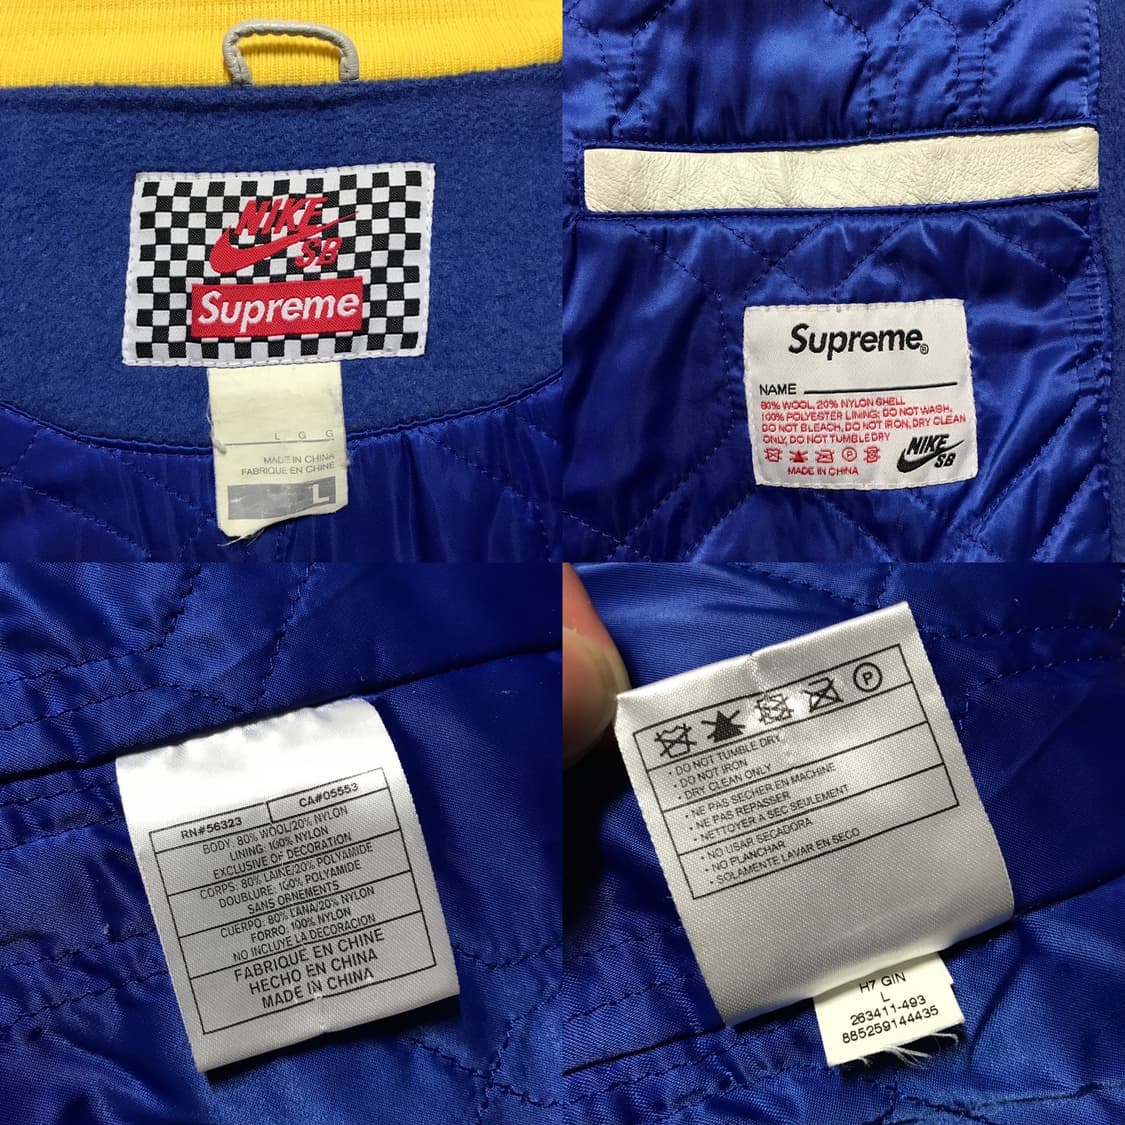 NIKE
SB
Supreme
L G G
MADE IN CHINA
FABRIQUE EN CHINE
L
Supreme®
NAME
80% WOOL, 20% NYLON SHELL
100% POLYESTER LINING; DO NOT WASH,
DO NOT BLEACH, DO NOT IRON, DRY CLEAN
ONLY, DO NOT TUMBLE DRY
P
MADE IN CHINA
NIKE
SB
RN#56323
CA#05553
BODY: 80% WOOL/20% NYLON
LINING: 100% NYLON
EXCLUSIVE OF DECORATION
CORPS: 80% LAIKE/20% POLYAMIDE
DOUBLURE: 100% POLYAMIDE
SANS ORNEMENTS
CUERPO: 80% LANA/20% NYLON
FORRO: 100% NYLON
NO INCLUYE LA DECORACION
FABRIQUE EN CHINE
HECHO EN CHINA
MADE IN CHINA
P
• DO NOT TUMBLE DRY
• DO NOT IRON
• DRY CLEAN ONLY
• NE PAS SECHER EN MACHINE
• NE PAS REPASSER
• NETTOYER A SEC SEULEMENT
• NO USAR SECADORA
• NO PLANCHAR
• SOLAMENTE LAVAR EN SECO
H7 GIN
L
263411-493
885259144435